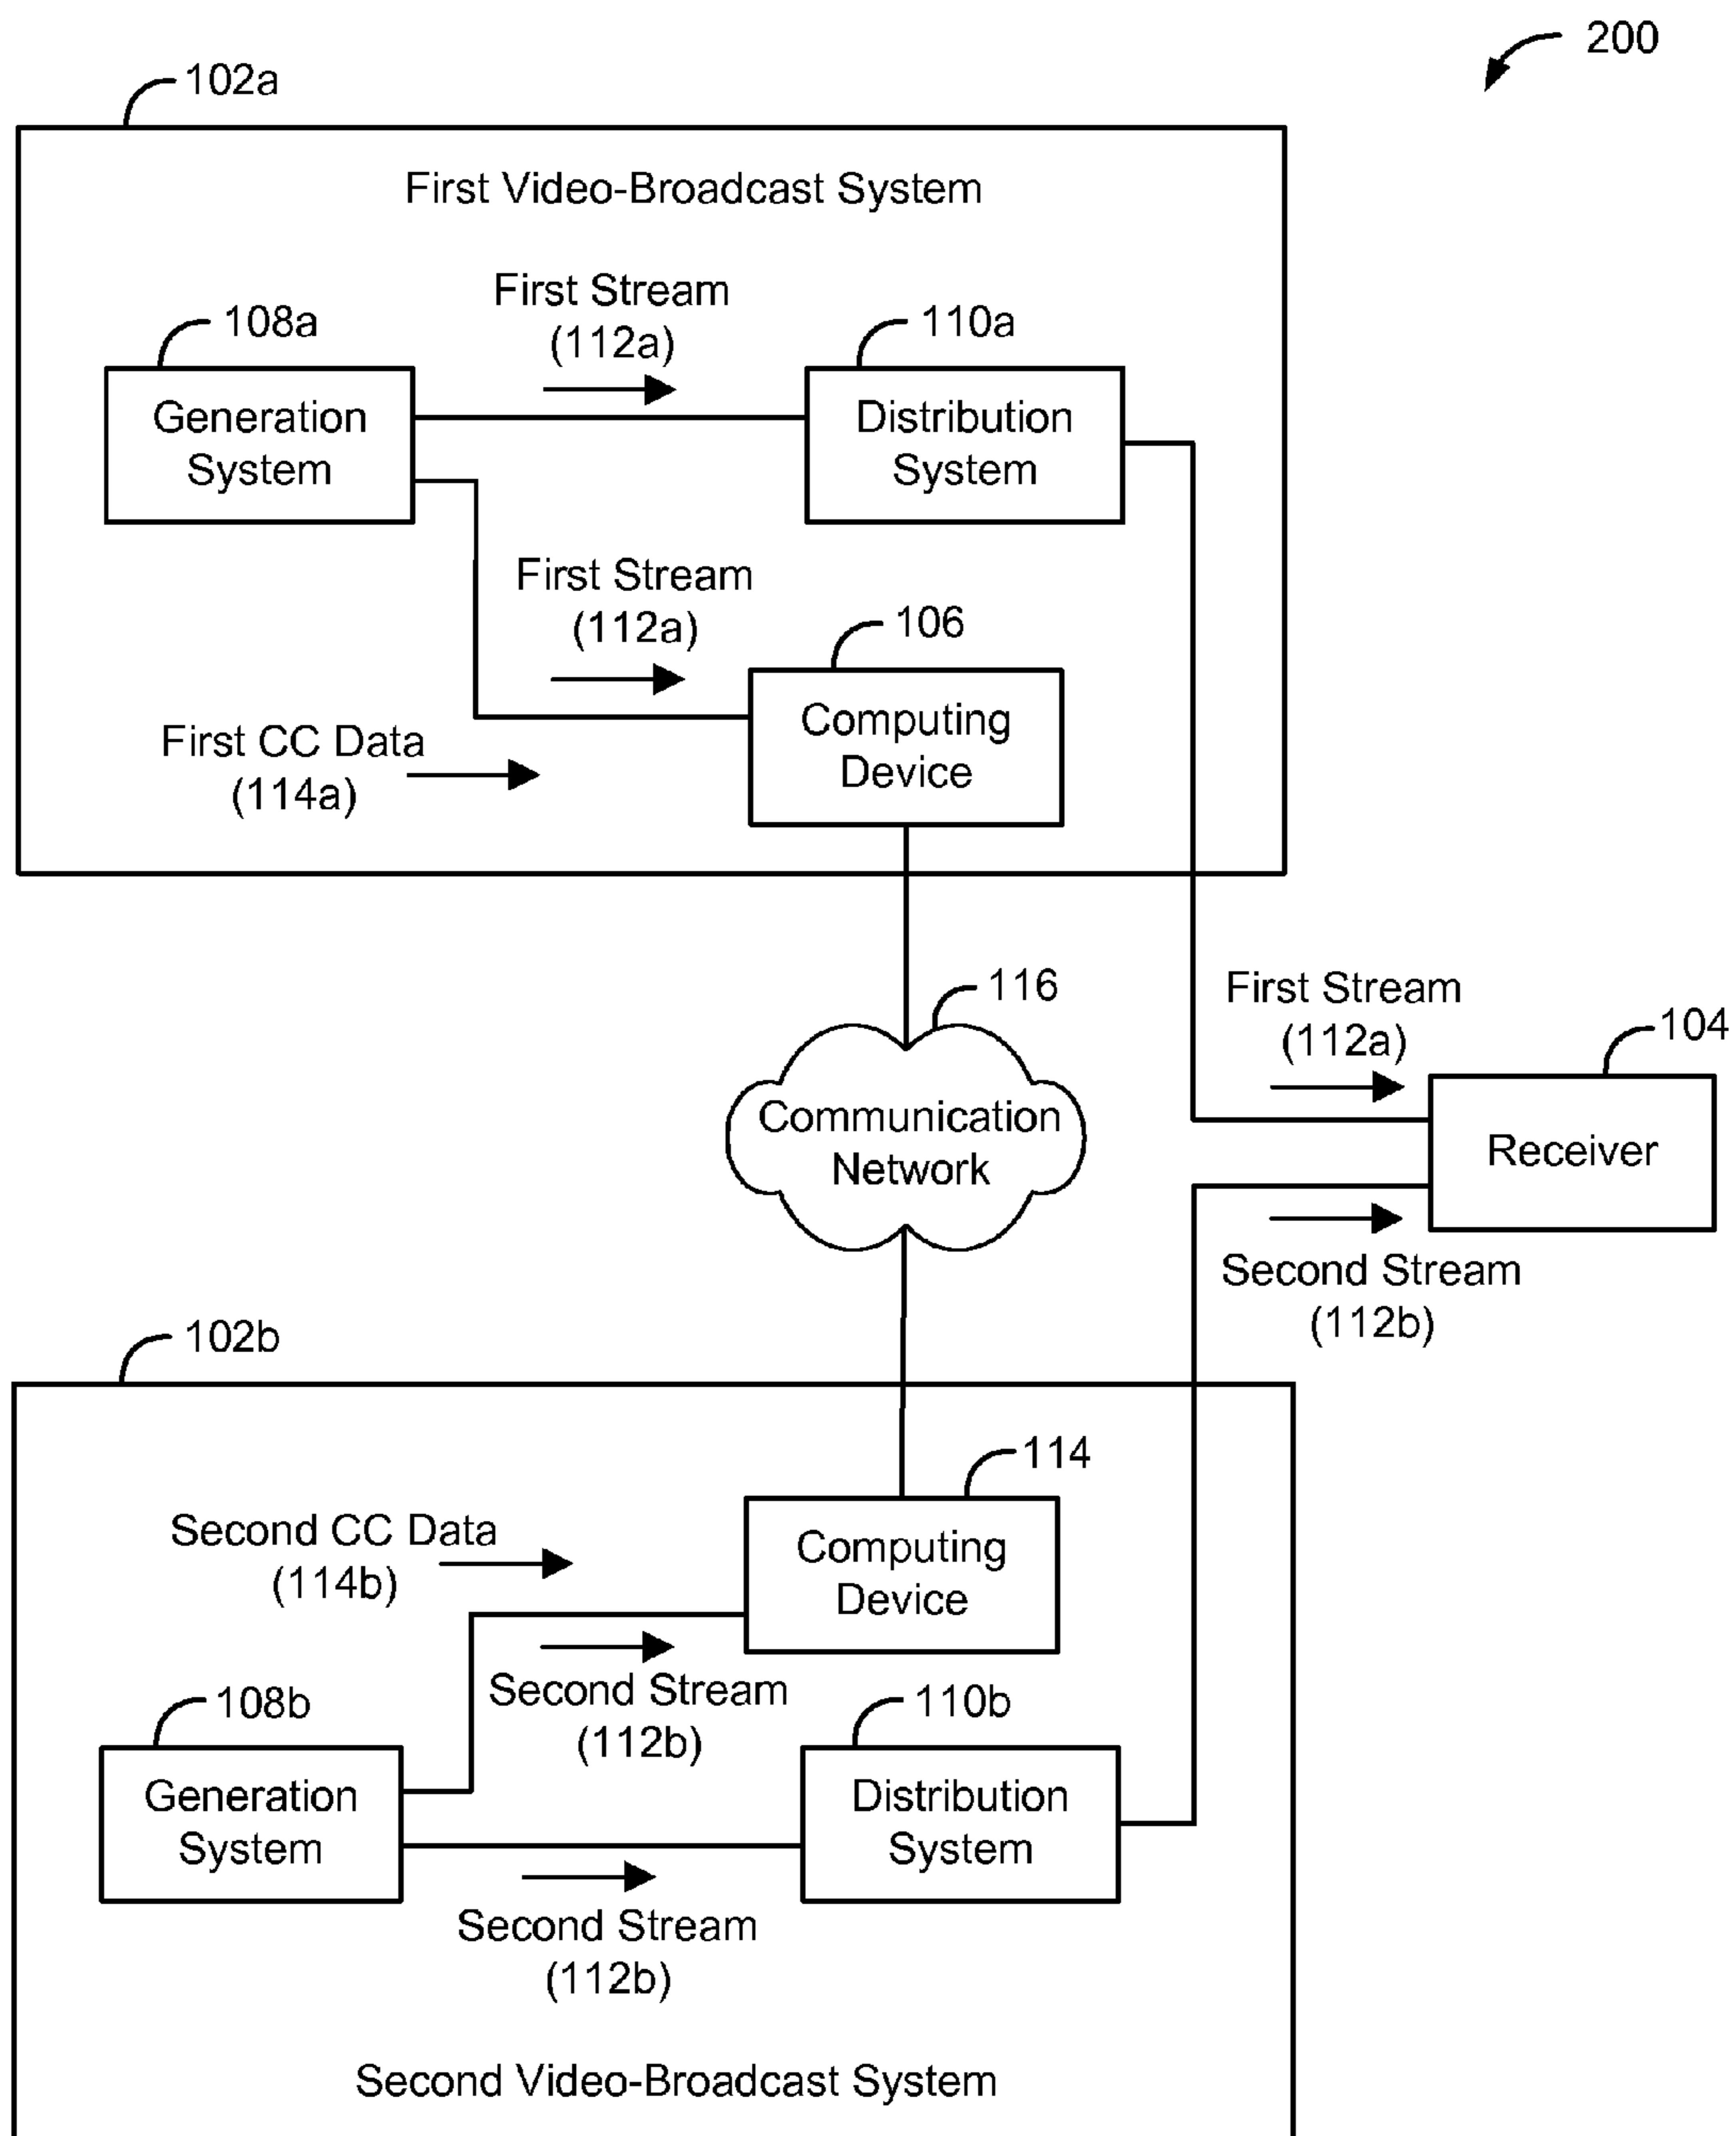 200
102a
First Video-Broadcast System
First Stream
(112a)
108a
110a
Generation
System
Distribution
System
First Stream
(112a)
106
First CC Data
(114a)
Computing
Device
116
First Stream
(112a)
104
Communication
Network
Receiver
Second Stream
(112b)
102b
114
Second CC Data
(114b)
Computing
Device
Second Stream
(112b)
108b
110b
Generation
System
Distribution
System
Second Stream
(112b)
Second Video-Broadcast System